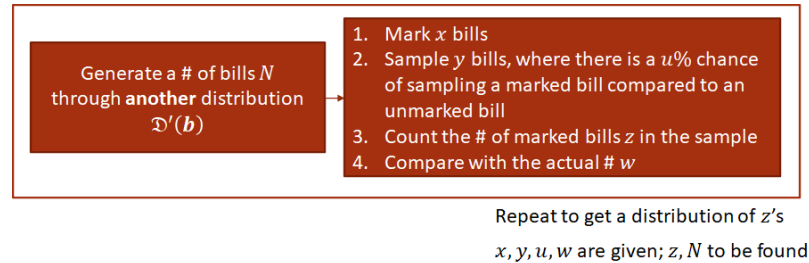 Generate a # of bills 𝑁
through another distribution
𝔇′(𝒃)
1. Mark 𝑥 bills
2. Sample 𝑦 bills, where there is a 𝑢% chance
of sampling a marked bill compared to an
unmarked bill
3. Count the # of marked bills 𝑧 in the sample
4. Compare with the actual # 𝑤
Repeat to get a distribution of 𝑧's
𝑥, 𝑦, 𝑢, 𝑤 are given; 𝑧, 𝑁 to be found